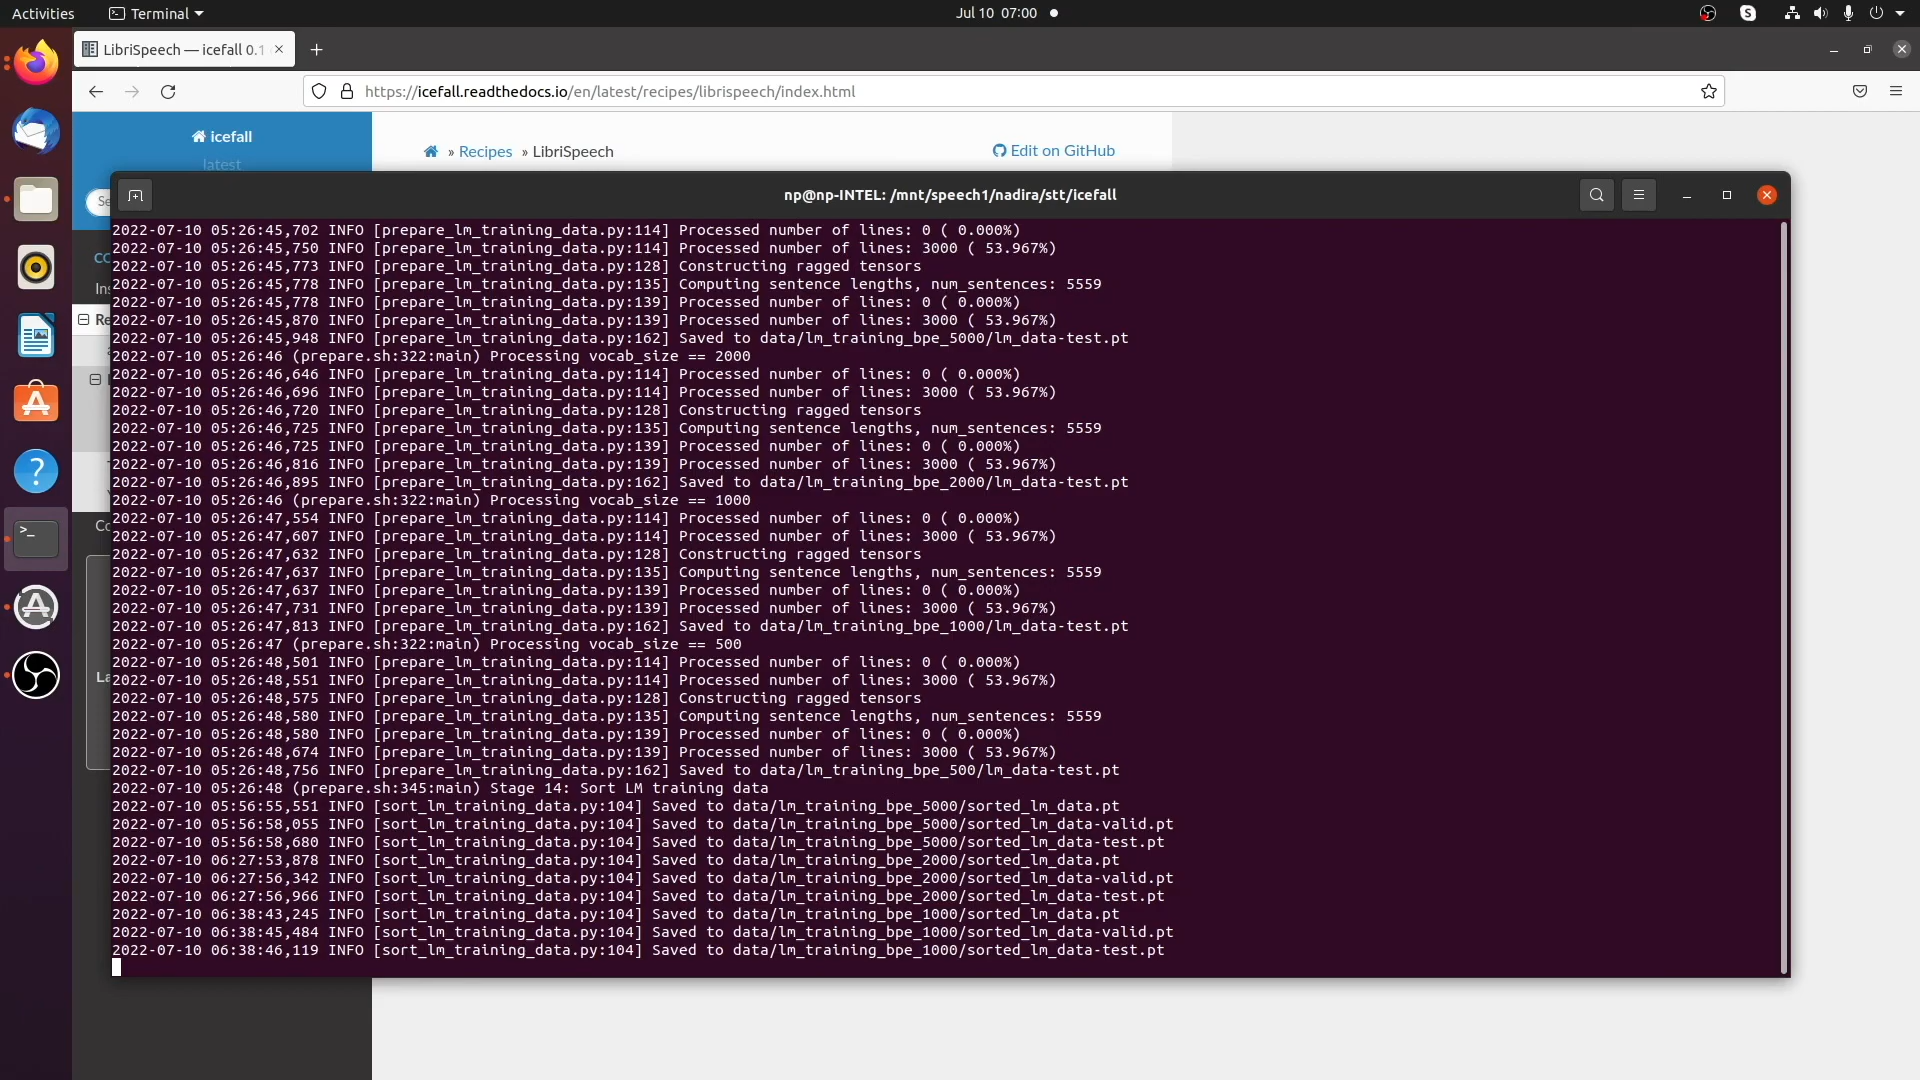 Activities
Terminal
Jul 10 07:00
LibriSpeech — icefall 0.1
https://icefall.readthedocs.io/en/latest/recipes/librispeech/index.html
icefall
latest
» Recipes » LibriSpeech
Edit on GitHub
np@np-INTEL: /mnt/speech1/nadira/stt/icefall
2022-07-10 05:26:45,702 INFO [prepare_lm_training_data.py:114] Processed number of lines: 0 ( 0.000%)
2022-07-10 05:26:45,750 INFO [prepare_lm_training_data.py:114] Processed number of lines: 3000 ( 53.967%)
2022-07-10 05:26:45,773 INFO [prepare_lm_training_data.py:128] Constructing ragged tensors
2022-07-10 05:26:45,778 INFO [prepare_lm_training_data.py:135] Computing sentence lengths, num_sentences: 5559
2022-07-10 05:26:45,778 INFO [prepare_lm_training_data.py:139] Processed number of lines: 0 ( 0.000%)
2022-07-10 05:26:45,870 INFO [prepare_lm_training_data.py:139] Processed number of lines: 3000 ( 53.967%)
2022-07-10 05:26:45,948 INFO [prepare_lm_training_data.py:162] Saved to data/lm_training_bpe_5000/lm_data-test.pt
2022-07-10 05:26:46 (prepare.sh:322:main) Processing vocab_size == 2000
2022-07-10 05:26:46,646 INFO [prepare_lm_training_data.py:114] Processed number of lines: 0 ( 0.000%)
2022-07-10 05:26:46,696 INFO [prepare_lm_training_data.py:114] Processed number of lines: 3000 ( 53.967%)
2022-07-10 05:26:46,720 INFO [prepare_lm_training_data.py:128] Constructing ragged tensors
2022-07-10 05:26:46,725 INFO [prepare_lm_training_data.py:135] Computing sentence lengths, num_sentences: 5559
2022-07-10 05:26:46,725 INFO [prepare_lm_training_data.py:139] Processed number of lines: 0 ( 0.000%)
2022-07-10 05:26:46,816 INFO [prepare_lm_training_data.py:139] Processed number of lines: 3000 ( 53.967%)
2022-07-10 05:26:46,895 INFO [prepare_lm_training_data.py:162] Saved to data/lm_training_bpe_2000/lm_data-test.pt
2022-07-10 05:26:46 (prepare.sh:322:main) Processing vocab_size == 1000
2022-07-10 05:26:47,554 INFO [prepare_lm_training_data.py:114] Processed number of lines: 0 ( 0.000%)
2022-07-10 05:26:47,607 INFO [prepare_lm_training_data.py:114] Processed number of lines: 3000 ( 53.967%)
2022-07-10 05:26:47,632 INFO [prepare_lm_training_data.py:128] Constructing ragged tensors
2022-07-10 05:26:47,637 INFO [prepare_lm_training_data.py:135] Computing sentence lengths, num_sentences: 5559
2022-07-10 05:26:47,637 INFO [prepare_lm_training_data.py:139] Processed number of lines: 0 ( 0.000%)
2022-07-10 05:26:47,731 INFO [prepare_lm_training_data.py:139] Processed number of lines: 3000 ( 53.967%)
2022-07-10 05:26:47,813 INFO [prepare_lm_training_data.py:162] Saved to data/lm_training_bpe_1000/lm_data-test.pt
2022-07-10 05:26:47 (prepare.sh:322:main) Processing vocab_size == 500
2022-07-10 05:26:48,501 INFO [prepare_lm_training_data.py:114] Processed number of lines: 0 ( 0.000%)
2022-07-10 05:26:48,551 INFO [prepare_lm_training_data.py:114] Processed number of lines: 3000 ( 53.967%)
2022-07-10 05:26:48,575 INFO [prepare_lm_training_data.py:128] Constructing ragged tensors
2022-07-10 05:26:48,580 INFO [prepare_lm_training_data.py:135] Computing sentence lengths, num_sentences: 5559
2022-07-10 05:26:48,580 INFO [prepare_lm_training_data.py:139] Processed number of lines: 0 ( 0.000%)
2022-07-10 05:26:48,674 INFO [prepare_lm_training_data.py:139] Processed number of lines: 3000 ( 53.967%)
2022-07-10 05:26:48,756 INFO [prepare_lm_training_data.py:162] Saved to data/lm_training_bpe_500/lm_data-test.pt
2022-07-10 05:26:48 (prepare.sh:345:main) Stage 14: Sort LM training data
2022-07-10 05:56:55,551 INFO [sort_lm_training_data.py:104] Saved to data/lm_training_bpe_5000/sorted_lm_data.pt
2022-07-10 05:56:58,055 INFO [sort_lm_training_data.py:104] Saved to data/lm_training_bpe_5000/sorted_lm_data-valid.pt
2022-07-10 05:56:58,680 INFO [sort_lm_training_data.py:104] Saved to data/lm_training_bpe_5000/sorted_lm_data-test.pt
2022-07-10 06:27:53,878 INFO [sort_lm_training_data.py:104] Saved to data/lm_training_bpe_2000/sorted_lm_data.pt
2022-07-10 06:27:56,342 INFO [sort_lm_training_data.py:104] Saved to data/lm_training_bpe_2000/sorted_lm_data-valid.pt
2022-07-10 06:27:56,966 INFO [sort_lm_training_data.py:104] Saved to data/lm_training_bpe_2000/sorted_lm_data-test.pt
2022-07-10 06:38:43,245 INFO [sort_lm_training_data.py:104] Saved to data/lm_training_bpe_1000/sorted_lm_data.pt
2022-07-10 06:38:45,484 INFO [sort_lm_training_data.py:104] Saved to data/lm_training_bpe_1000/sorted_lm_data-valid.pt
2022-07-10 06:38:46,119 INFO [sort_lm_training_data.py:104] Saved to data/lm_training_bpe_1000/sorted_lm_data-test.pt